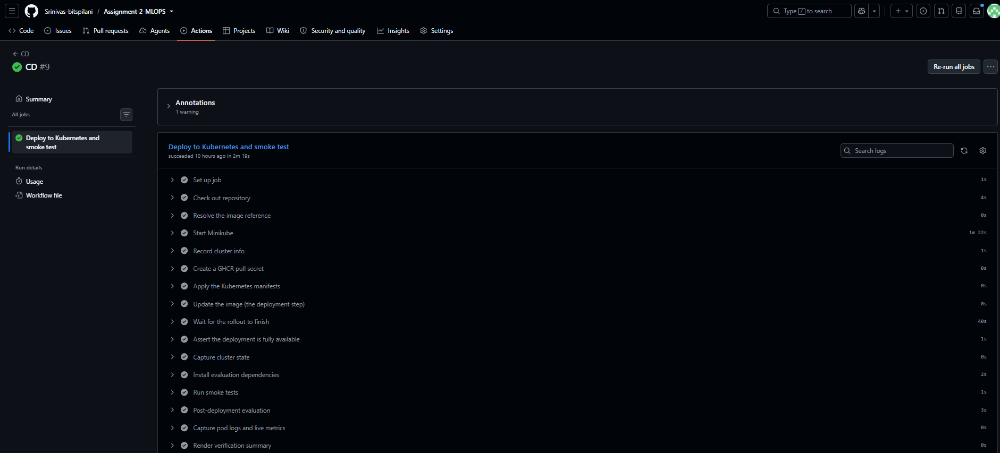 Srinivas-bitspilani / Assignment-2-MLOPS
Type / to search
Code
Issues
Pull requests
Agents
Actions
Projects
Wiki
Security and quality
Insights
Settings
CD
CD #9
Re-run all jobs
Summary
All jobs
Deploy to Kubernetes and
smoke test
Run details
Usage
Workflow file
Annotations
1 warning
Deploy to Kubernetes and smoke test
succeeded 10 hours ago in 2m 19s
Search logs
Set up job 1s
Check out repository 4s
Resolve the image reference 0s
Start Minikube 1m 22s
Record cluster info 1s
Create a GHCR pull secret 0s
Apply the Kubernetes manifests 0s
Update the image (the deployment step) 0s
Wait for the rollout to finish 40s
Assert the deployment is fully available 1s
Capture cluster state 0s
Install evaluation dependencies 2s
Run smoke tests 1s
Post-deployment evaluation 3s
Capture pod logs and live metrics 0s
Render verification summary 0s